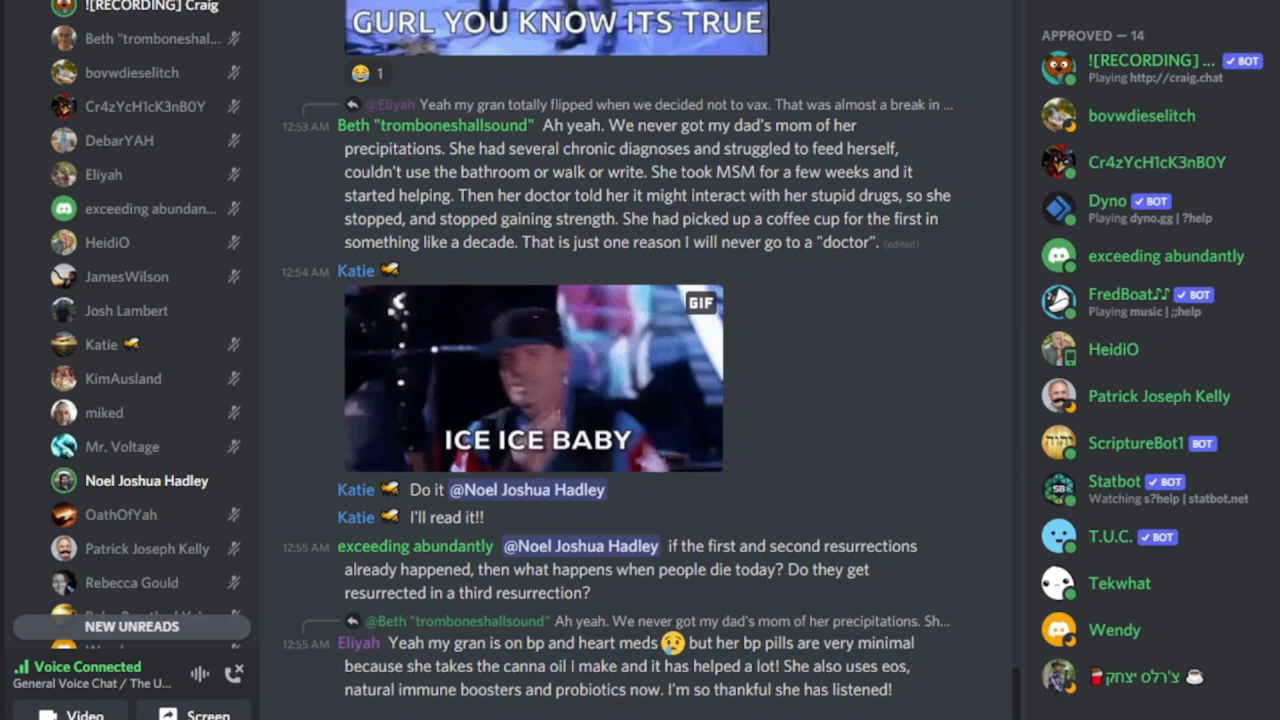 ![RECORDING] Craig
Beth "tromboneshal...
bovwdieselitch
Cr4zYcH1cK3nB0Y
DebarYAH
Eliyah
exceeding abundan...
HeidiO
JamesWilson
Josh Lambert
Katie
KimAusland
miked
Mr. Voltage
Noel Joshua Hadley
OathOfYah
Patrick Joseph Kelly
Rebecca Gould
NEW UNREADS
Voice Connected
General Voice Chat / The U...
Video
Screen
GURL YOU KNOW ITS TRUE
1
@Eliyah Yeah my gran totally flipped when we decided not to vax. That was almost a break in ...
12:53 AM Beth "tromboneshallsound" Ah yeah. We never got my dad's mom of her
precipitations. She had several chronic diagnoses and struggled to feed herself,
couldn't use the bathroom or walk or write. She took MSM for a few weeks and it
started helping. Then her doctor told her it might interact with her stupid drugs, so she
stopped, and stopped gaining strength. She had picked up a coffee cup for the first in
something like a decade. That is just one reason I will never go to a "doctor". (edited)
12:54 AM Katie
GIF
ICE ICE BABY
Katie Do it @Noel Joshua Hadley
Katie I'll read it!!
12:55 AM exceeding abundantly @Noel Joshua Hadley if the first and second resurrections
already happened, then what happens when people die today? Do they get
resurrected in a third resurrection?
@Beth "tromboneshallsound" Ah yeah. We never got my dad's mom of her precipitations. Sh...
12:55 AM Eliyah Yeah my gran is on bp and heart meds 😢 but her bp pills are very minimal
because she takes the canna oil I make and it has helped a lot! She also uses eos,
natural immune boosters and probiotics now. I'm so thankful she has listened!
APPROVED — 14
![RECORDING] ... ✓ BOT
Playing http://craig.chat
bovwdieselitch
Cr4zYcH1cK3nB0Y
Dyno ✓ BOT
Playing dyno.gg | ?help
exceeding abundantly
FredBoat♪♪ ✓ BOT
Playing music | ;;help
HeidiO
Patrick Joseph Kelly
ScriptureBot1 BOT
Statbot ✓ BOT
Watching s?help | statbot.net
T.U.C. ✓ BOT
Tekwhat
Wendy
צ'רלס יצחק